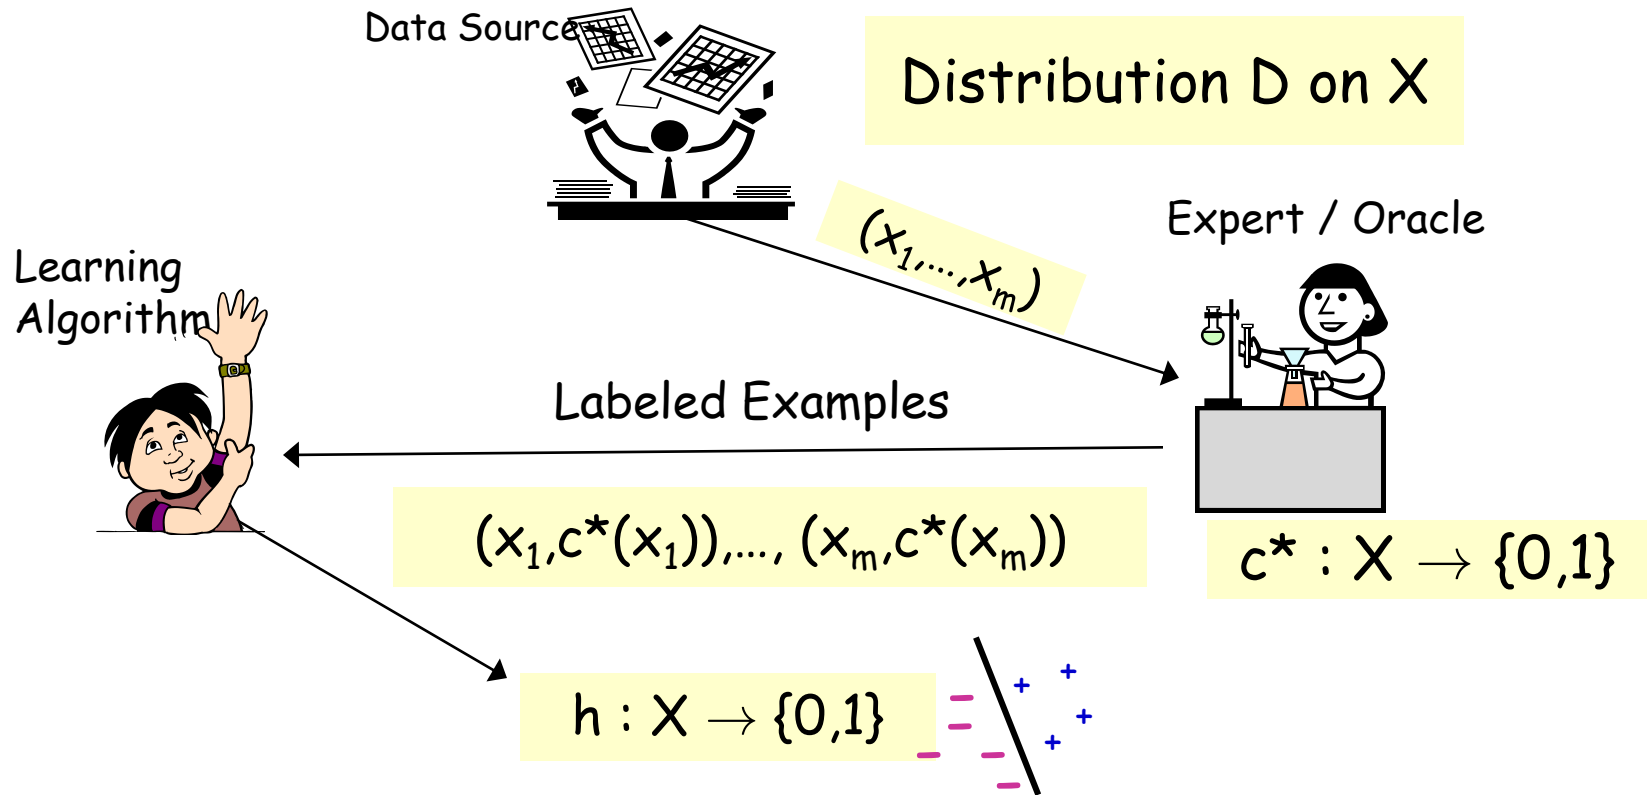 Data Source
Distribution D on X
(x₁,...,xₘ)
Expert / Oracle
Learning
Algorithm
Labeled Examples
(x₁,c*(x₁)),..., (xₘ,c*(xₘ))
c* : X → {0,1}
h : X → {0,1}